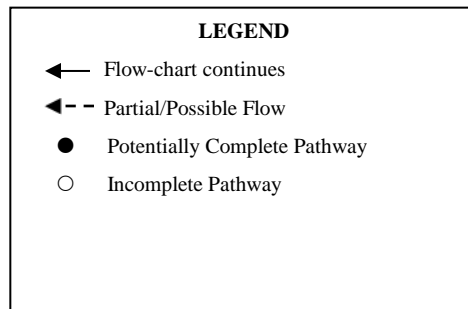 LEGEND
Flow-chart continues
Partial/Possible Flow
Potentially Complete Pathway
Incomplete Pathway